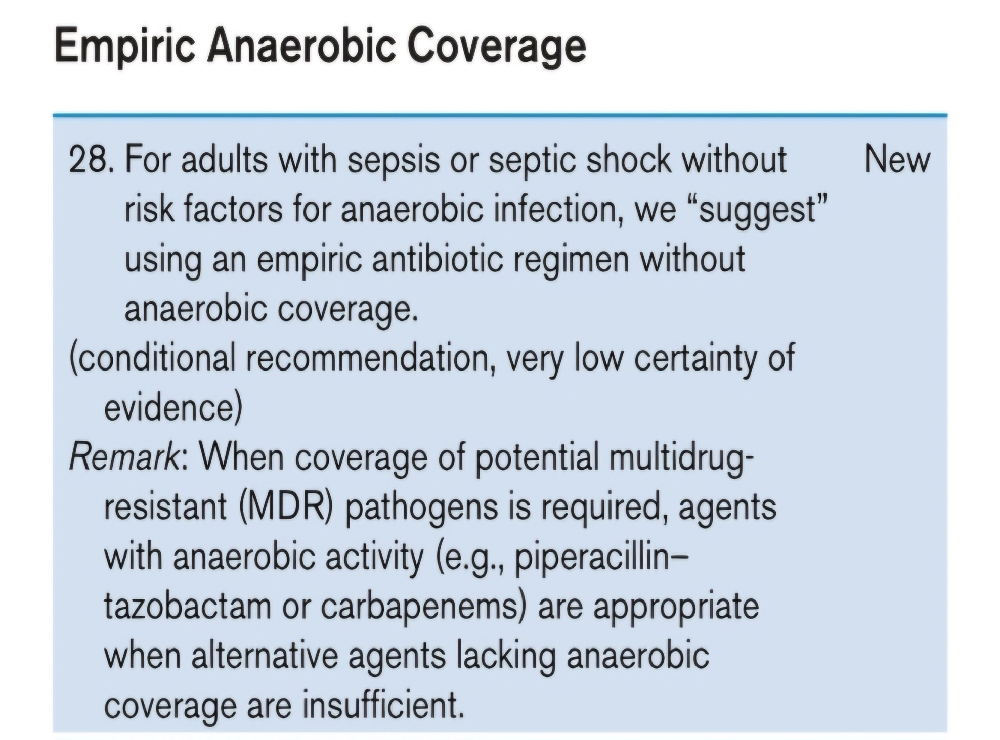 Empiric Anaerobic Coverage
28. For adults with sepsis or septic shock without New
risk factors for anaerobic infection, we “suggest”
using an empiric antibiotic regimen without
anaerobic coverage.
(conditional recommendation, very low certainty of
evidence)
Remark: When coverage of potential multidrug-
resistant (MDR) pathogens is required, agents
with anaerobic activity (e.g., piperacillin–
tazobactam or carbapenems) are appropriate
when alternative agents lacking anaerobic
coverage are insufficient.